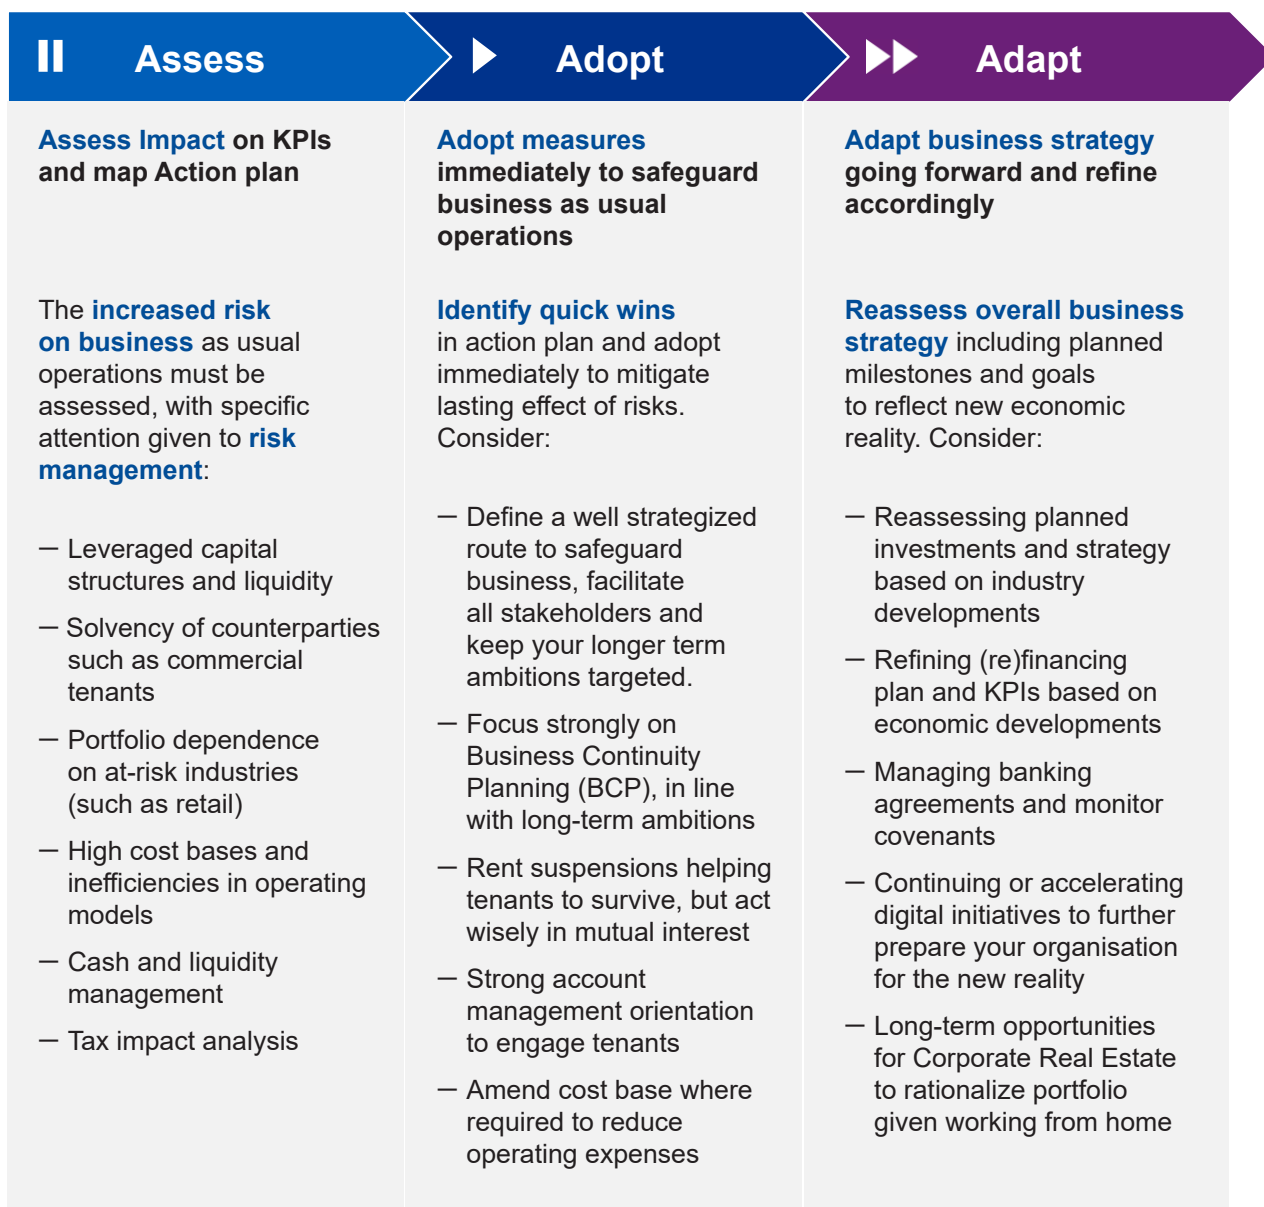 Assess
Assess Impact on KPIs
and map Action plan
The increased risk
on business as usual
operations must be
assessed, with specific
attention given to risk
management:
— Leveraged capital
structures and liquidity
— Solvency of counterparties
such as commercial
tenants
— Portfolio dependence
on at-risk industries
(such as retail)
— High cost bases and
inefficiencies in operating
models
— Cash and liquidity
management
— Tax impact analysis
Adopt
Adopt measures
immediately to safeguard
business as usual
operations
Identify quick wins
in action plan and adopt
immediately to mitigate
lasting effect of risks.
Consider:
— Define a well strategized
route to safeguard
business, facilitate
all stakeholders and
keep your longer term
ambitions targeted.
— Focus strongly on
Business Continuity
Planning (BCP), in line
with long-term ambitions
— Rent suspensions helping
tenants to survive, but act
wisely in mutual interest
— Strong account
management orientation
to engage tenants
— Amend cost base where
required to reduce
operating expenses
Adapt
Adapt business strategy
going forward and refine
accordingly
Reassess overall business
strategy including planned
milestones and goals
to reflect new economic
reality. Consider:
— Reassessing planned
investments and strategy
based on industry
developments
— Refining (re)financing
plan and KPIs based on
economic developments
— Managing banking
agreements and monitor
covenants
— Continuing or accelerating
digital initiatives to further
prepare your organisation
for the new reality
— Long-term opportunities
for Corporate Real Estate
to rationalize portfolio
given working from home